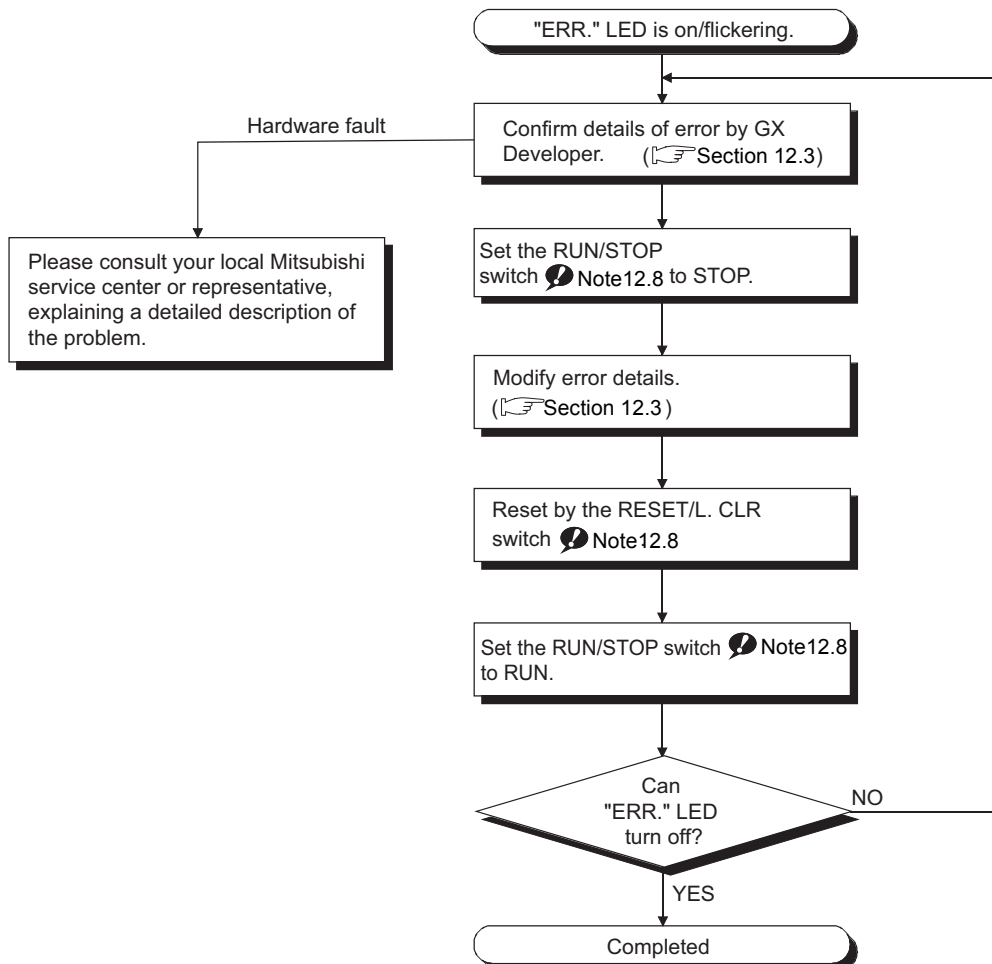 "ERR." LED is on/flickering.
Hardware fault
Confirm details of error by GX
Developer. ( Section 12.3)
Please consult your local Mitsubishi
service center or representative,
explaining a detailed description of
the problem.
Set the RUN/STOP
switch Note12.8 to STOP.
Modify error details.
( Section 12.3)
Reset by the RESET/L. CLR
switch Note12.8
Set the RUN/STOP switch Note12.8
to RUN.
Can
"ERR." LED
turn off?
NO
YES
Completed